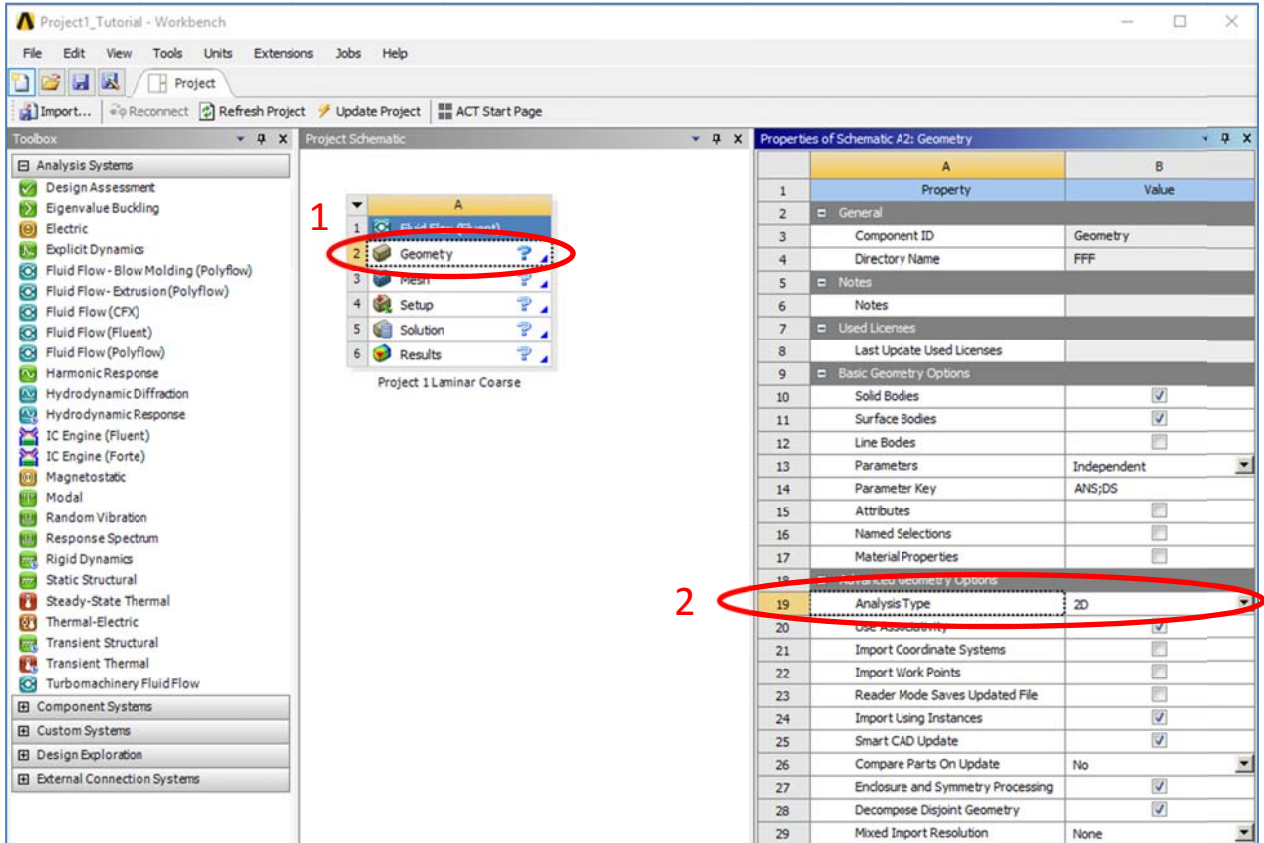 Project1_Tutorial - Workbench
File Edit View Tools Units Extensions Jobs Help
Project
Import... Reconnect Refresh Project Update Project ACT Start Page
Toolbox
Analysis Systems
Design Assessment
Eigenvalue Buckling
Electric
Explicit Dynamics
Fluid Flow - Blow Molding (Polyflow)
Fluid Flow - Extrusion (Polyflow)
Fluid Flow (CFX)
Fluid Flow (Fluent)
Fluid Flow (Polyflow)
Harmonic Response
Hydrodynamic Diffraction
Hydrodynamic Response
IC Engine (Fluent)
IC Engine (Forte)
Magnetostatic
Modal
Random Vibration
Response Spectrum
Rigid Dynamics
Static Structural
Steady-State Thermal
Thermal-Electric
Transient Structural
Transient Thermal
Turbomachinery Fluid Flow
Component Systems
Custom Systems
Design Exploration
External Connection Systems
Project Schematic
1
A
1 Fluid Flow (Fluent)
2 Geometry ?
3 Mesh ?
4 Setup ?
5 Solution ?
6 Results ?
Project 1 Laminar Coarse
2
Properties of Schematic A2: Geometry
A B
1 Property Value
2 General
3 Component ID Geometry
4 Directory Name FFF
5 Notes
6 Notes
7 Used Licenses
8 Last Update Used Licenses
9 Basic Geometry Options
10 Solid Bodies
11 Surface Bodies
12 Line Bodies
13 Parameters Independent
14 Parameter Key ANS;DS
15 Attributes
16 Named Selections
17 Material Properties
18 Advanced Geometry Options
19 Analysis Type 2D
20 Use Associativity
21 Import Coordinate Systems
22 Import Work Points
23 Reader Mode Saves Updated File
24 Import Using Instances
25 Smart CAD Update
26 Compare Parts On Update No
27 Enclosure and Symmetry Processing
28 Decompose Disjoint Geometry
29 Mixed Import Resolution None